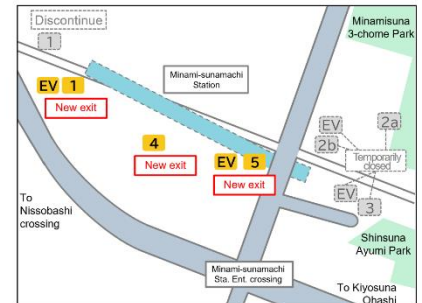 Discontinue
1
Minamisuna
3-chome Park
Minami-sunamachi
Station
EV 1
New exit
4
New exit
EV 5
New exit
EV
2a
2b
Temporarily
closed
EV
3
To
Nissobashi
crossing
Shinsuna
Ayumi Park
Minami-sunamachi
Sta. Ent. crossing
To Kiyosuna
Ohashi